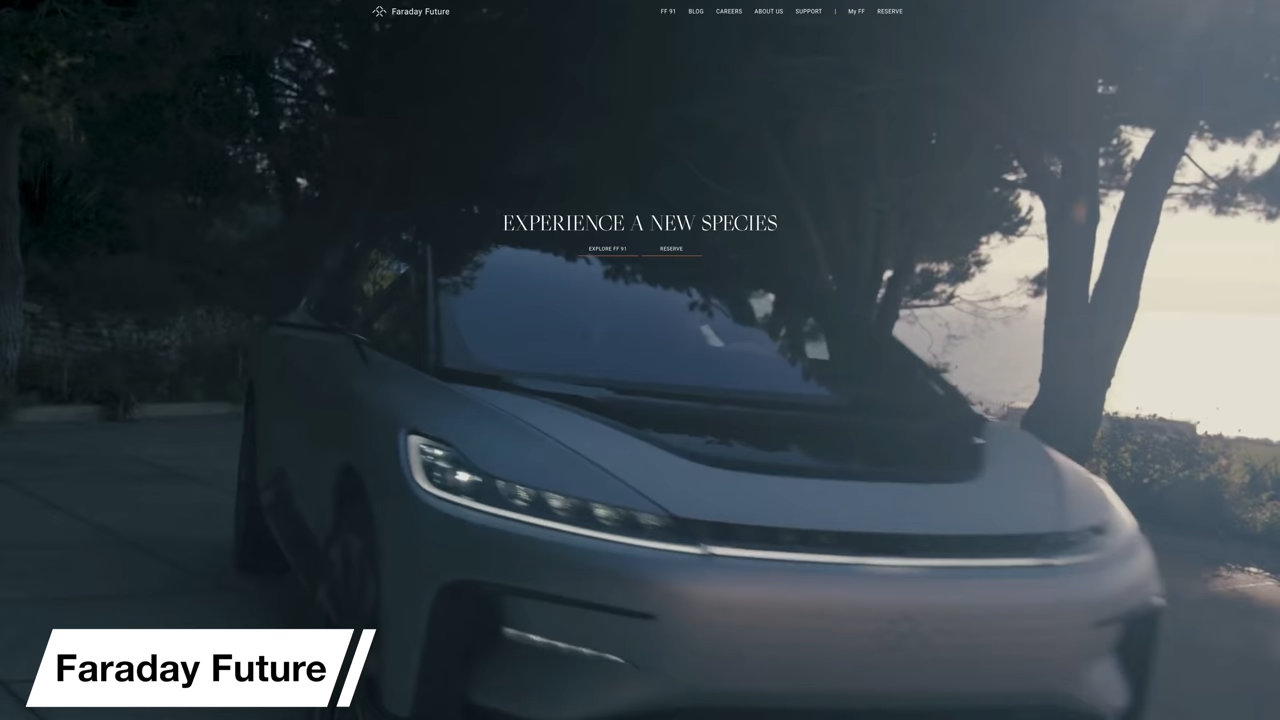 Faraday Future
FF 91 BLOG CAREERS ABOUT US SUPPORT | My FF RESERVE
EXPERIENCE A NEW SPECIES
EXPLORE FF 91 RESERVE
Faraday Future